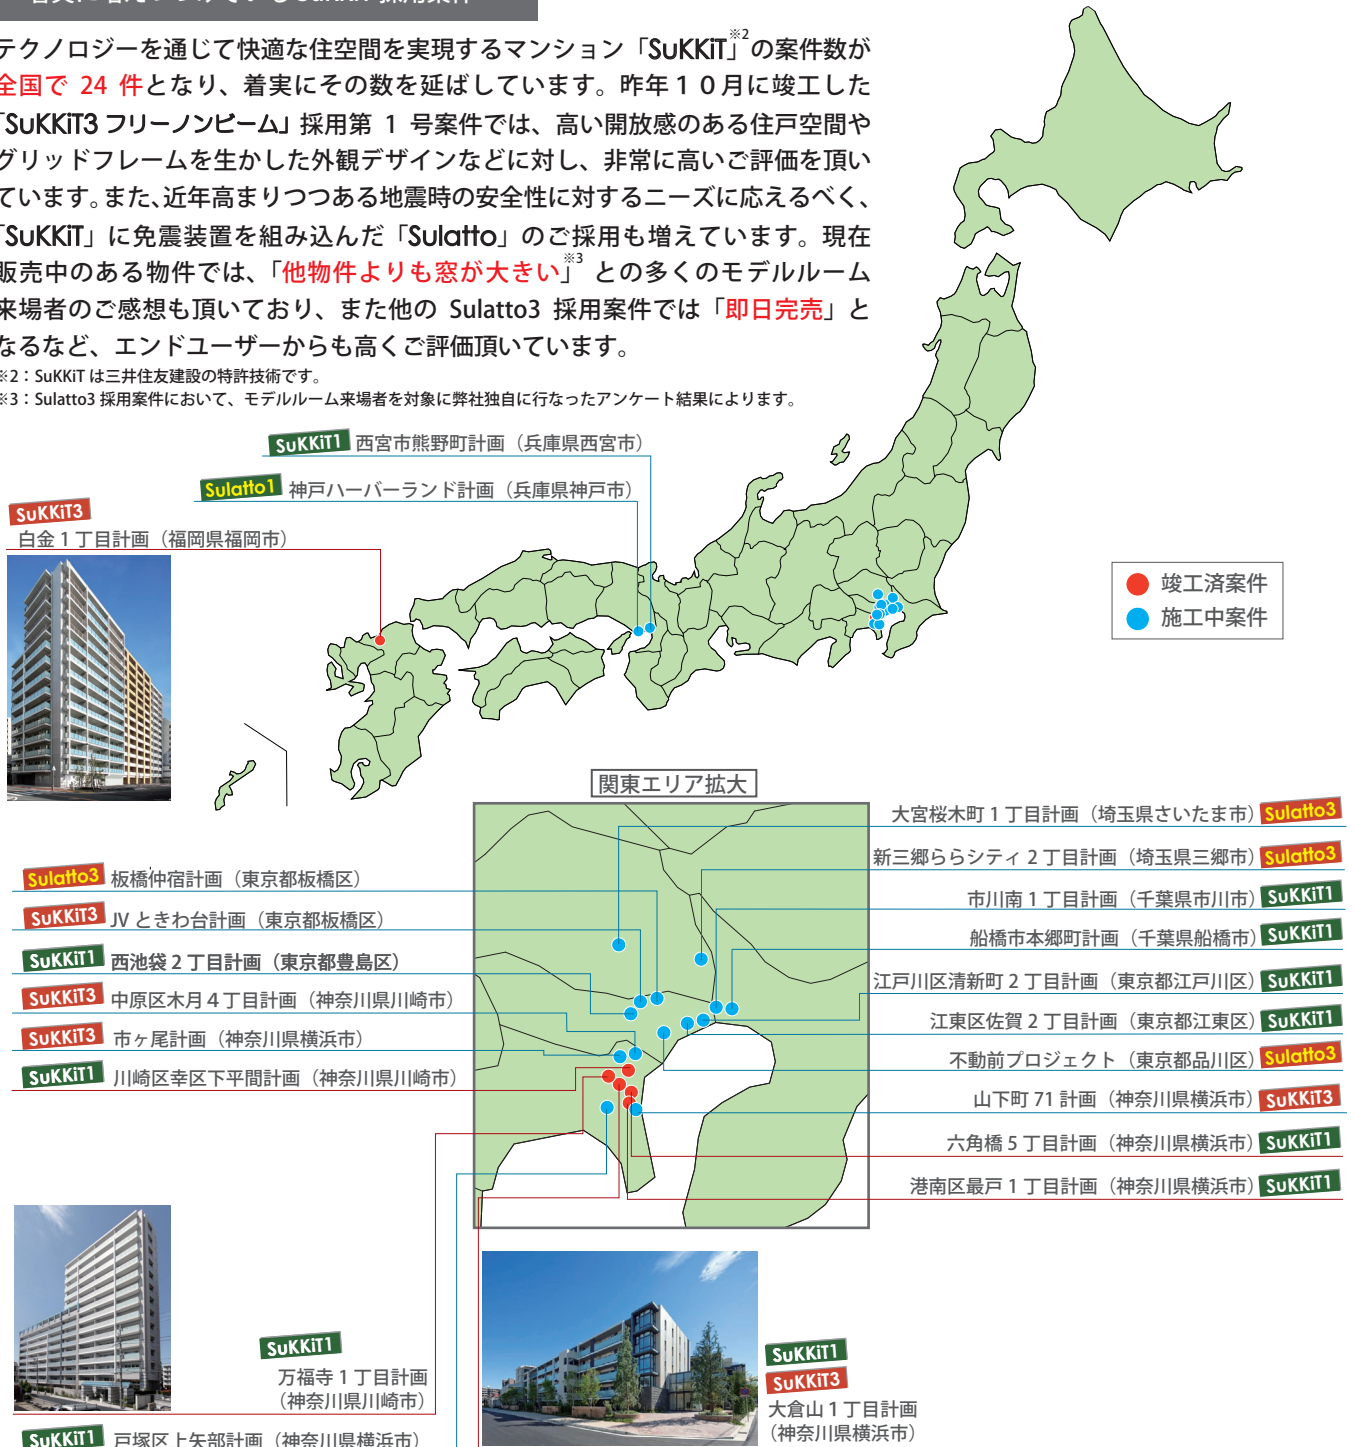 テクノロジーを通じて快適な住空間を実現するマンション「SuKKiT」※2の案件数が
全国で 24 件となり、着実にその数を延ばしています。昨年１０月に竣工した
「SuKKiT3 フリーノンビーム」採用第 1 号案件では、高い開放感のある住戸空間や
グリッドフレームを生かした外観デザインなどに対し、非常に高いご評価を頂い
ています。また、近年高まりつつある地震時の安全性に対するニーズに応えるべく、
「SuKKiT」に免震装置を組み込んだ「Sulatto」のご採用も増えています。現在
販売中のある物件では、「他物件よりも窓が大きい」※3 との多くのモデルルーム
来場者のご感想も頂いており、また他の Sulatto3 採用案件では「即日完売」と
なるなど、エンドユーザーからも高くご評価頂いています。
※2：SuKKiT は三井住友建設の特許技術です。
※3：Sulatto3 採用案件において、モデルルーム来場者を対象に弊社独自に行なったアンケート結果によります。
SuKKiT1 西宮市熊野町計画（兵庫県西宮市）
Sulatto1 神戸ハーバーランド計画（兵庫県神戸市）
SuKKiT3
白金 1 丁目計画（福岡県福岡市）
竣工済案件
施工中案件
関東エリア拡大
大宮桜木町 1 丁目計画（埼玉県さいたま市） Sulatto3
新三郷ららシティ 2 丁目計画（埼玉県三郷市） Sulatto3
市川南 1 丁目計画（千葉県市川市） SuKKiT1
船橋市本郷町計画（千葉県船橋市） SuKKiT1
江戸川区清新町 2 丁目計画（東京都江戸川区） SuKKiT1
江東区佐賀 2 丁目計画（東京都江東区） SuKKiT1
不動前プロジェクト（東京都品川区） Sulatto3
山下町 71 計画（神奈川県横浜市） SuKKiT3
六角橋 5 丁目計画（神奈川県横浜市） SuKKiT1
港南区最戸 1 丁目計画（神奈川県横浜市） SuKKiT1
Sulatto3 板橋仲宿計画（東京都板橋区）
SuKKiT3 JV ときわ台計画（東京都板橋区）
SuKKiT1 西池袋 2 丁目計画（東京都豊島区）
SuKKiT3 中原区木月 4 丁目計画（神奈川県川崎市）
SuKKiT3 市ヶ尾計画（神奈川県横浜市）
SuKKiT1 川崎区幸区下平間計画（神奈川県川崎市）
SuKKiT1
万福寺 1 丁目計画
（神奈川県川崎市）
SuKKiT1 戸塚区上矢部計画（神奈川県横浜市）
SuKKiT1
SuKKiT3
大倉山 1 丁目計画
（神奈川県横浜市）